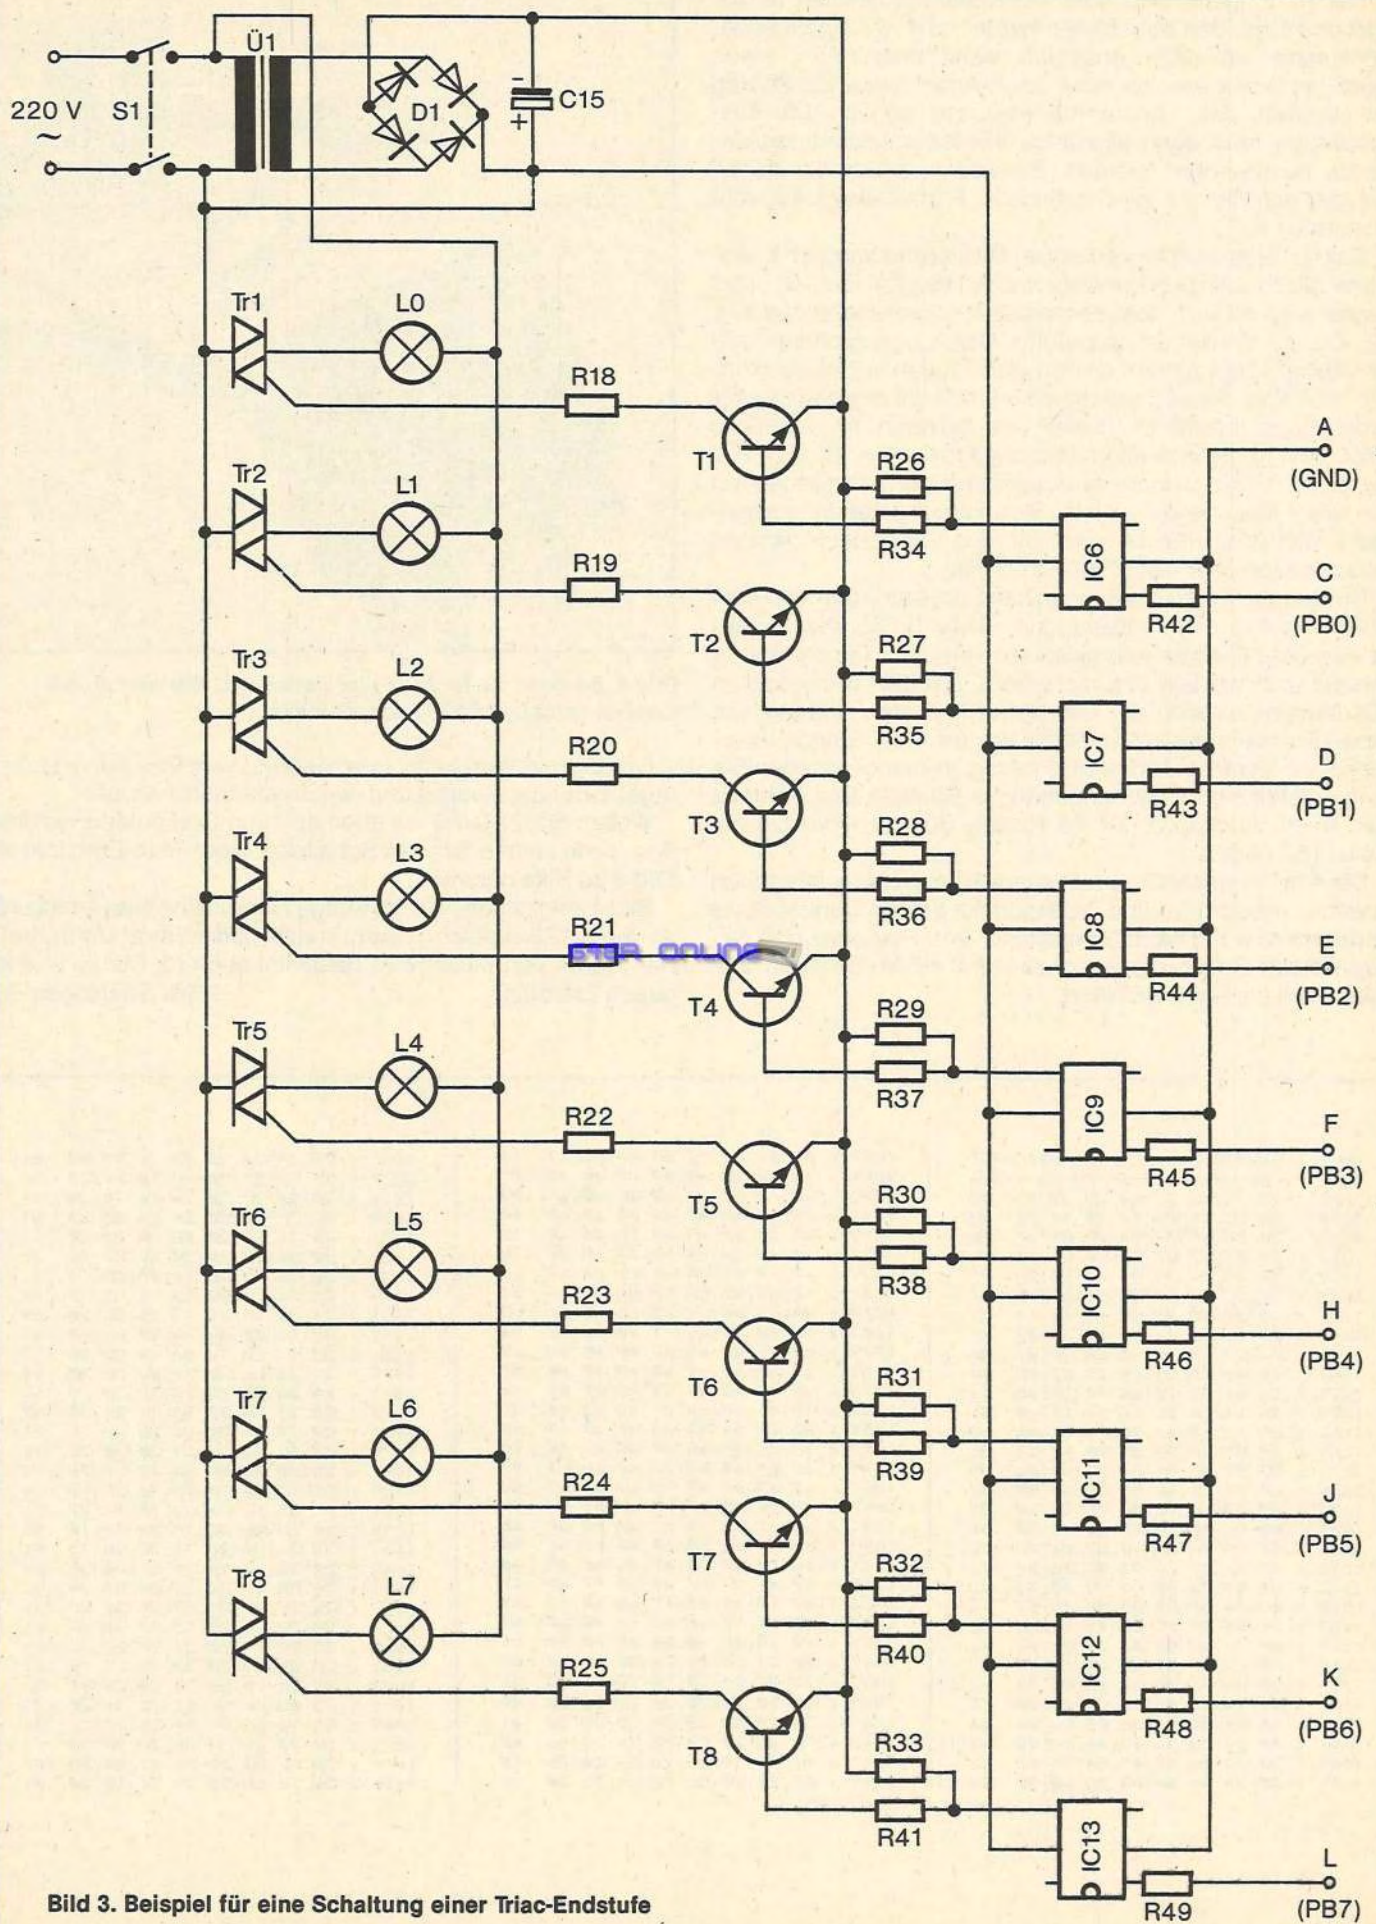 Ü1
220 V
~
S1
D1
-
+
C15
Tr1
L0
R18
T1
R26
R34
IC6
A
(GND)
R42
C
(PB0)
Tr2
L1
R19
T2
R27
R35
IC7
R43
D
(PB1)
Tr3
L2
R20
T3
R28
R36
IC8
R44
E
(PB2)
Tr4
L3
R21
64ER ONLINE
T4
R29
R37
IC9
R45
F
(PB3)
Tr5
L4
R22
T5
R30
R38
IC10
R46
H
(PB4)
Tr6
L5
R23
T6
R31
R39
IC11
R47
J
(PB5)
Tr7
L6
R24
T7
R32
R40
IC12
R48
K
(PB6)
Tr8
L7
R25
T8
R33
R41
IC13
R49
L
(PB7)
Bild 3. Beispiel für eine Schaltung einer Triac-Endstufe